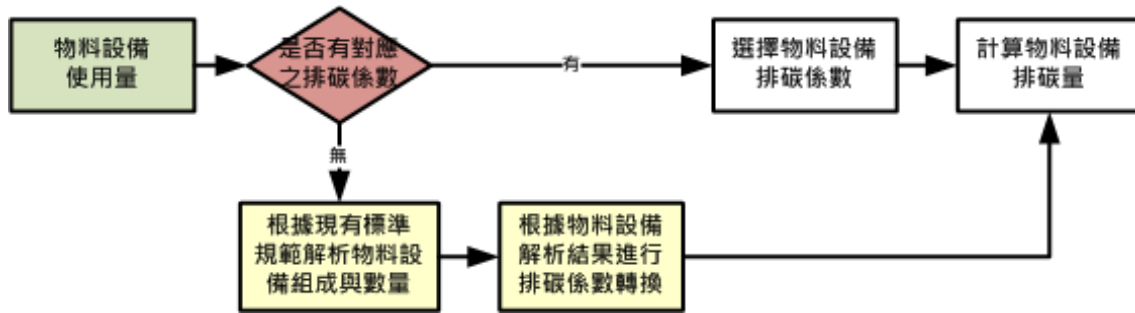 物料設備
使用量
是否有對應
之排碳係數
有
選擇物料設備
排碳係數
計算物料設備
排碳量
無
根據現有標準
規範解析物料設
備組成與數量
根據物料設備
解析結果進行
排碳係數轉換